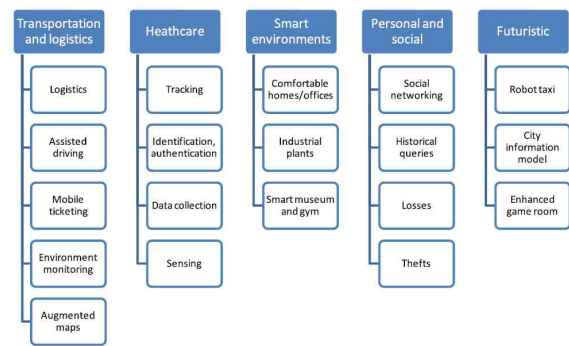 Transportation
and logistics
Logistics
Assisted
driving
Mobile
ticketing
Environment
monitoring
Augmented
maps
Heathcare
Tracking
Identification,
authentication
Data collection
Sensing
Smart
environments
Comfortable
homes/offices
Industrial
plants
Smart museum
and gym
Personal and
social
Social
networking
Historical
queries
Losses
Thefts
Futuristic
Robot taxi
City
information
model
Enhanced
game room